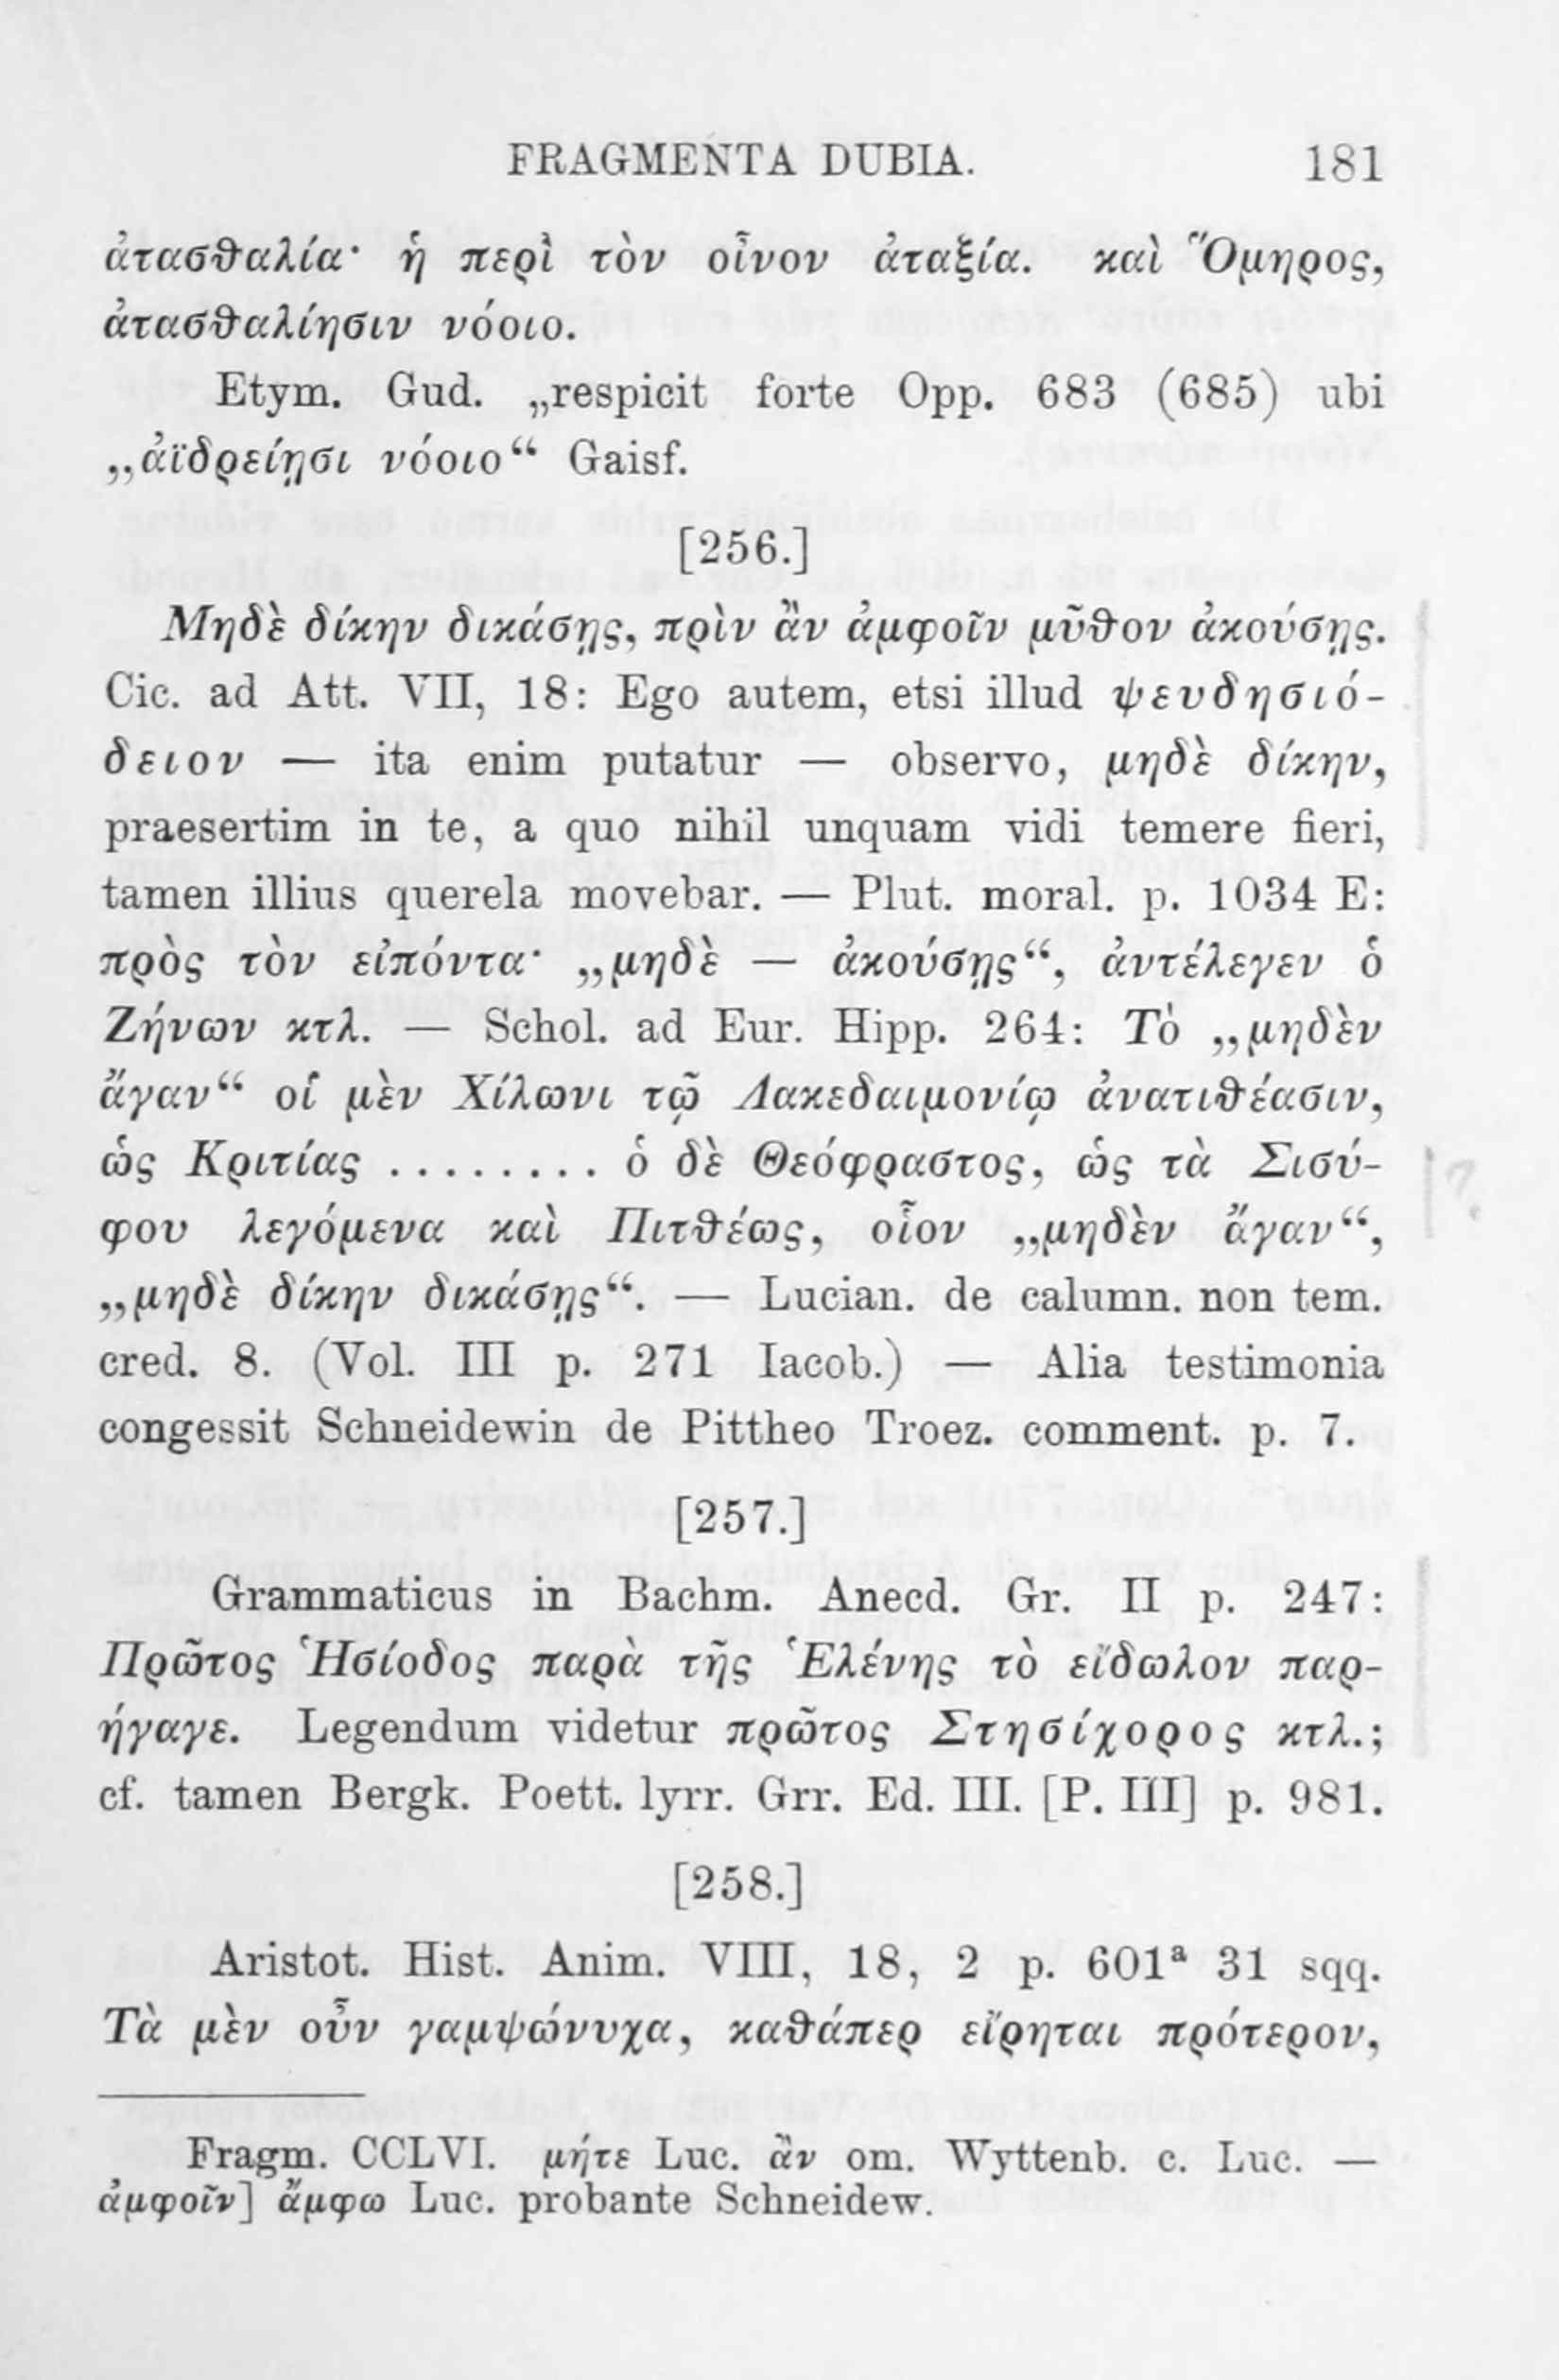 FRAGMENTA DUBIA. 181
ἀτασθαλία· ἡ περὶ τὸν οἶνον ἀταξία. καὶ Ὅμηρος,
ἀτασθαλίησιν νόοιο.
Etym. Gud. „respicit forte Opp. 683 (685) ubi
„ἀϊδρείῃσι νόοιο“ Gaisf.
[256.]
Μηδὲ δίκην δικάσῃς, πρὶν ἂν ἀμφοῖν μῦθον ἀκούσῃς.
Cic. ad Att. VII, 18: Ego autem, etsi illud ψευδησιό-
δειον — ita enim putatur — observo, μηδὲ δίκην,
praesertim in te, a quo nihil unquam vidi temere fieri,
tamen illius querela movebar. — Plut. moral. p. 1034 E:
πρὸς τὸν εἰπόντα· „μηδὲ — ἀκούσῃς“, ἀντέλεγεν ὁ
Ζήνων κτλ. — Schol. ad Eur. Hipp. 264: Τὸ „μηδὲν
ἄγαν“ οἱ μὲν Χίλωνι τῷ Λακεδαιμονίῳ ἀνατιθέασιν,
ὡς Κριτίας ........ ὁ δὲ Θεόφραστος, ὡς τὰ Σισύ-
φου λεγόμενα καὶ Πιτθέως, οἷον „μηδὲν ἄγαν“,
„μηδὲ δίκην δικάσῃς“. — Lucian. de calumn. non tem.
cred. 8. (Vol. III p. 271 Iacob.) — Alia testimonia
congessit Schneidewin de Pittheo Troez. comment. p. 7.
[257.]
Grammaticus in Bachm. Anecd. Gr. II p. 247:
Πρῶτος Ἡσίοδος παρὰ τῆς Ἑλένης τὸ εἴδωλον παρ-
ήγαγε. Legendum videtur πρῶτος Στησίχορος κτλ.;
cf. tamen Bergk. Poett. lyrr. Grr. Ed. III. [P. III] p. 981.
[258.]
Aristot. Hist. Anim. VIII, 18, 2 p. 601ᵃ 31 sqq.
Τὰ μὲν οὖν γαμψώνυχα, καθάπερ εἴρηται πρότερον,
Fragm. CCLVI. μήτε Luc. ἂν om. Wyttenb. c. Luc. —
ἀμφοῖν] ἄμφω Luc. probante Schneidew.